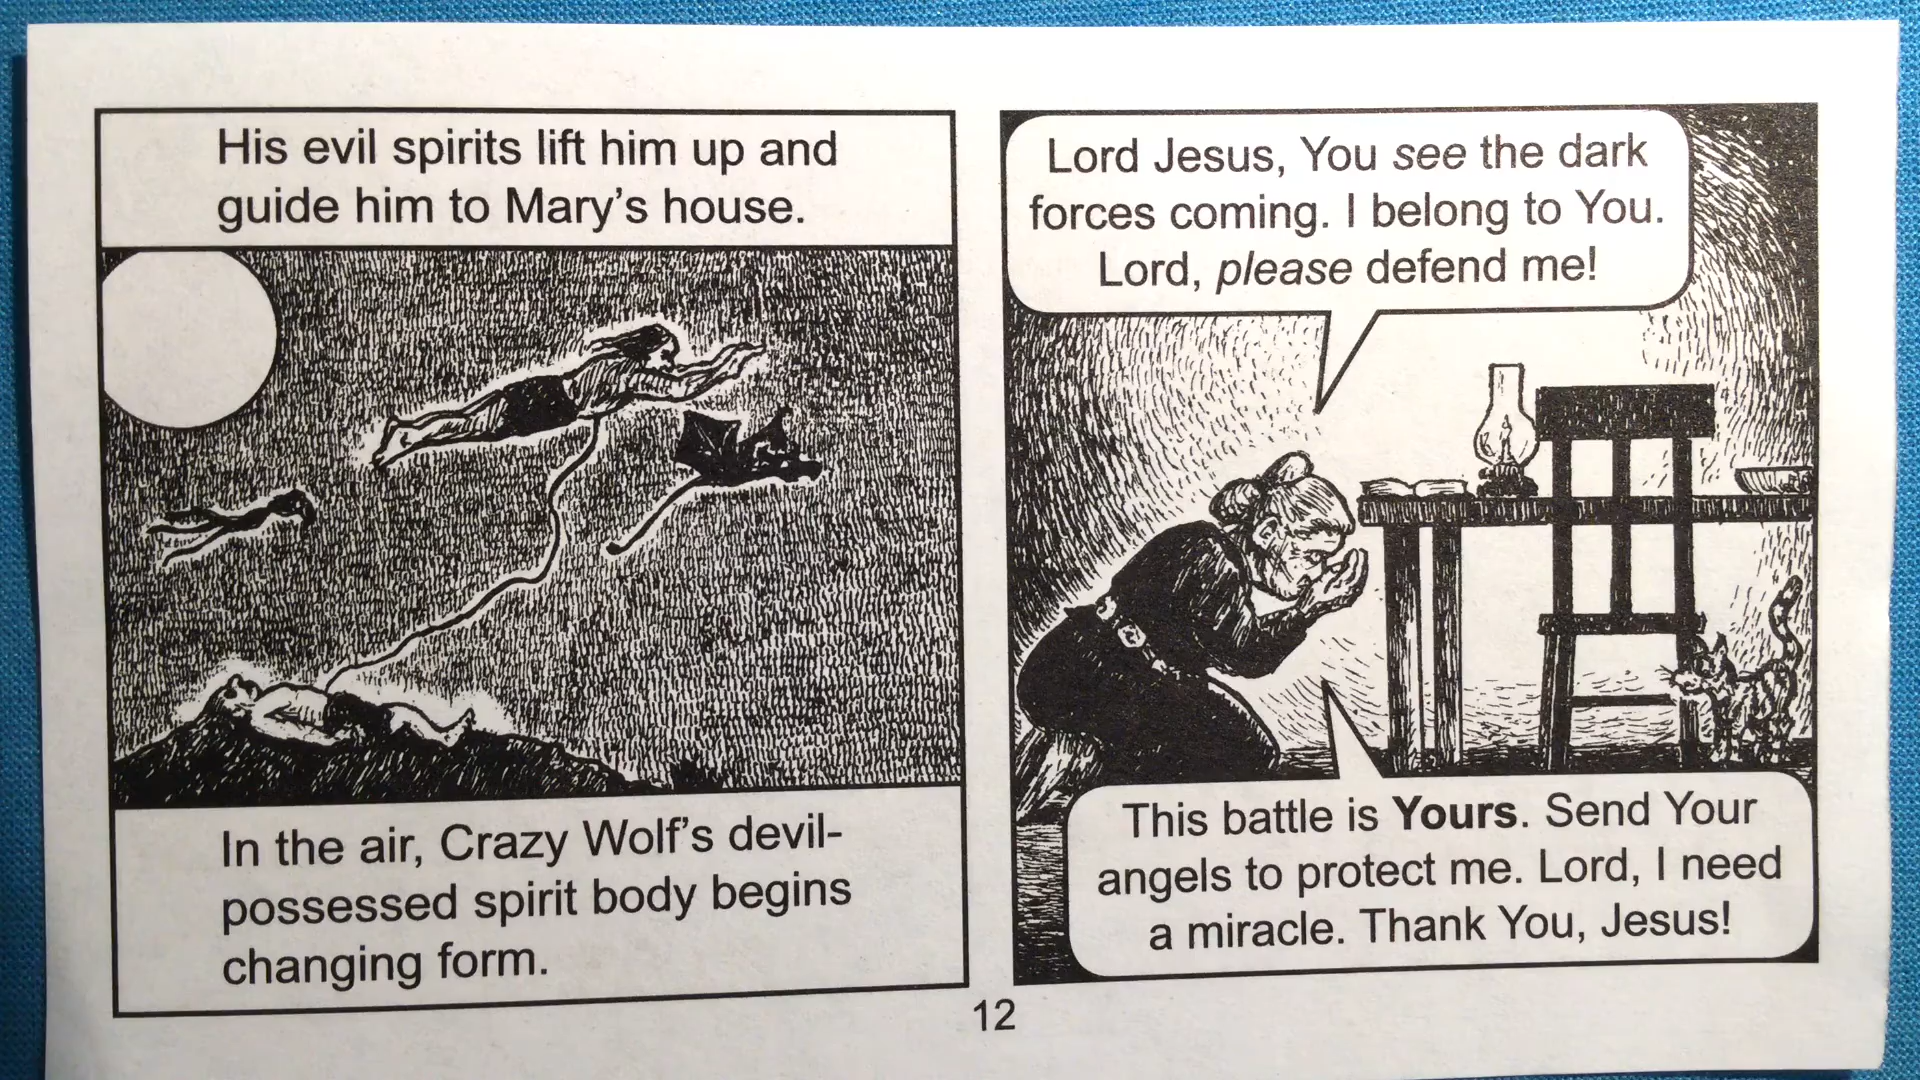 His evil spirits lift him up and
guide him to Mary's house.
In the air, Crazy Wolf's devil-
possessed spirit body begins
changing form.
Lord Jesus, You see the dark
forces coming. I belong to You.
Lord, please defend me!
This battle is Yours. Send Your
angels to protect me. Lord, I need
a miracle. Thank You, Jesus!
12